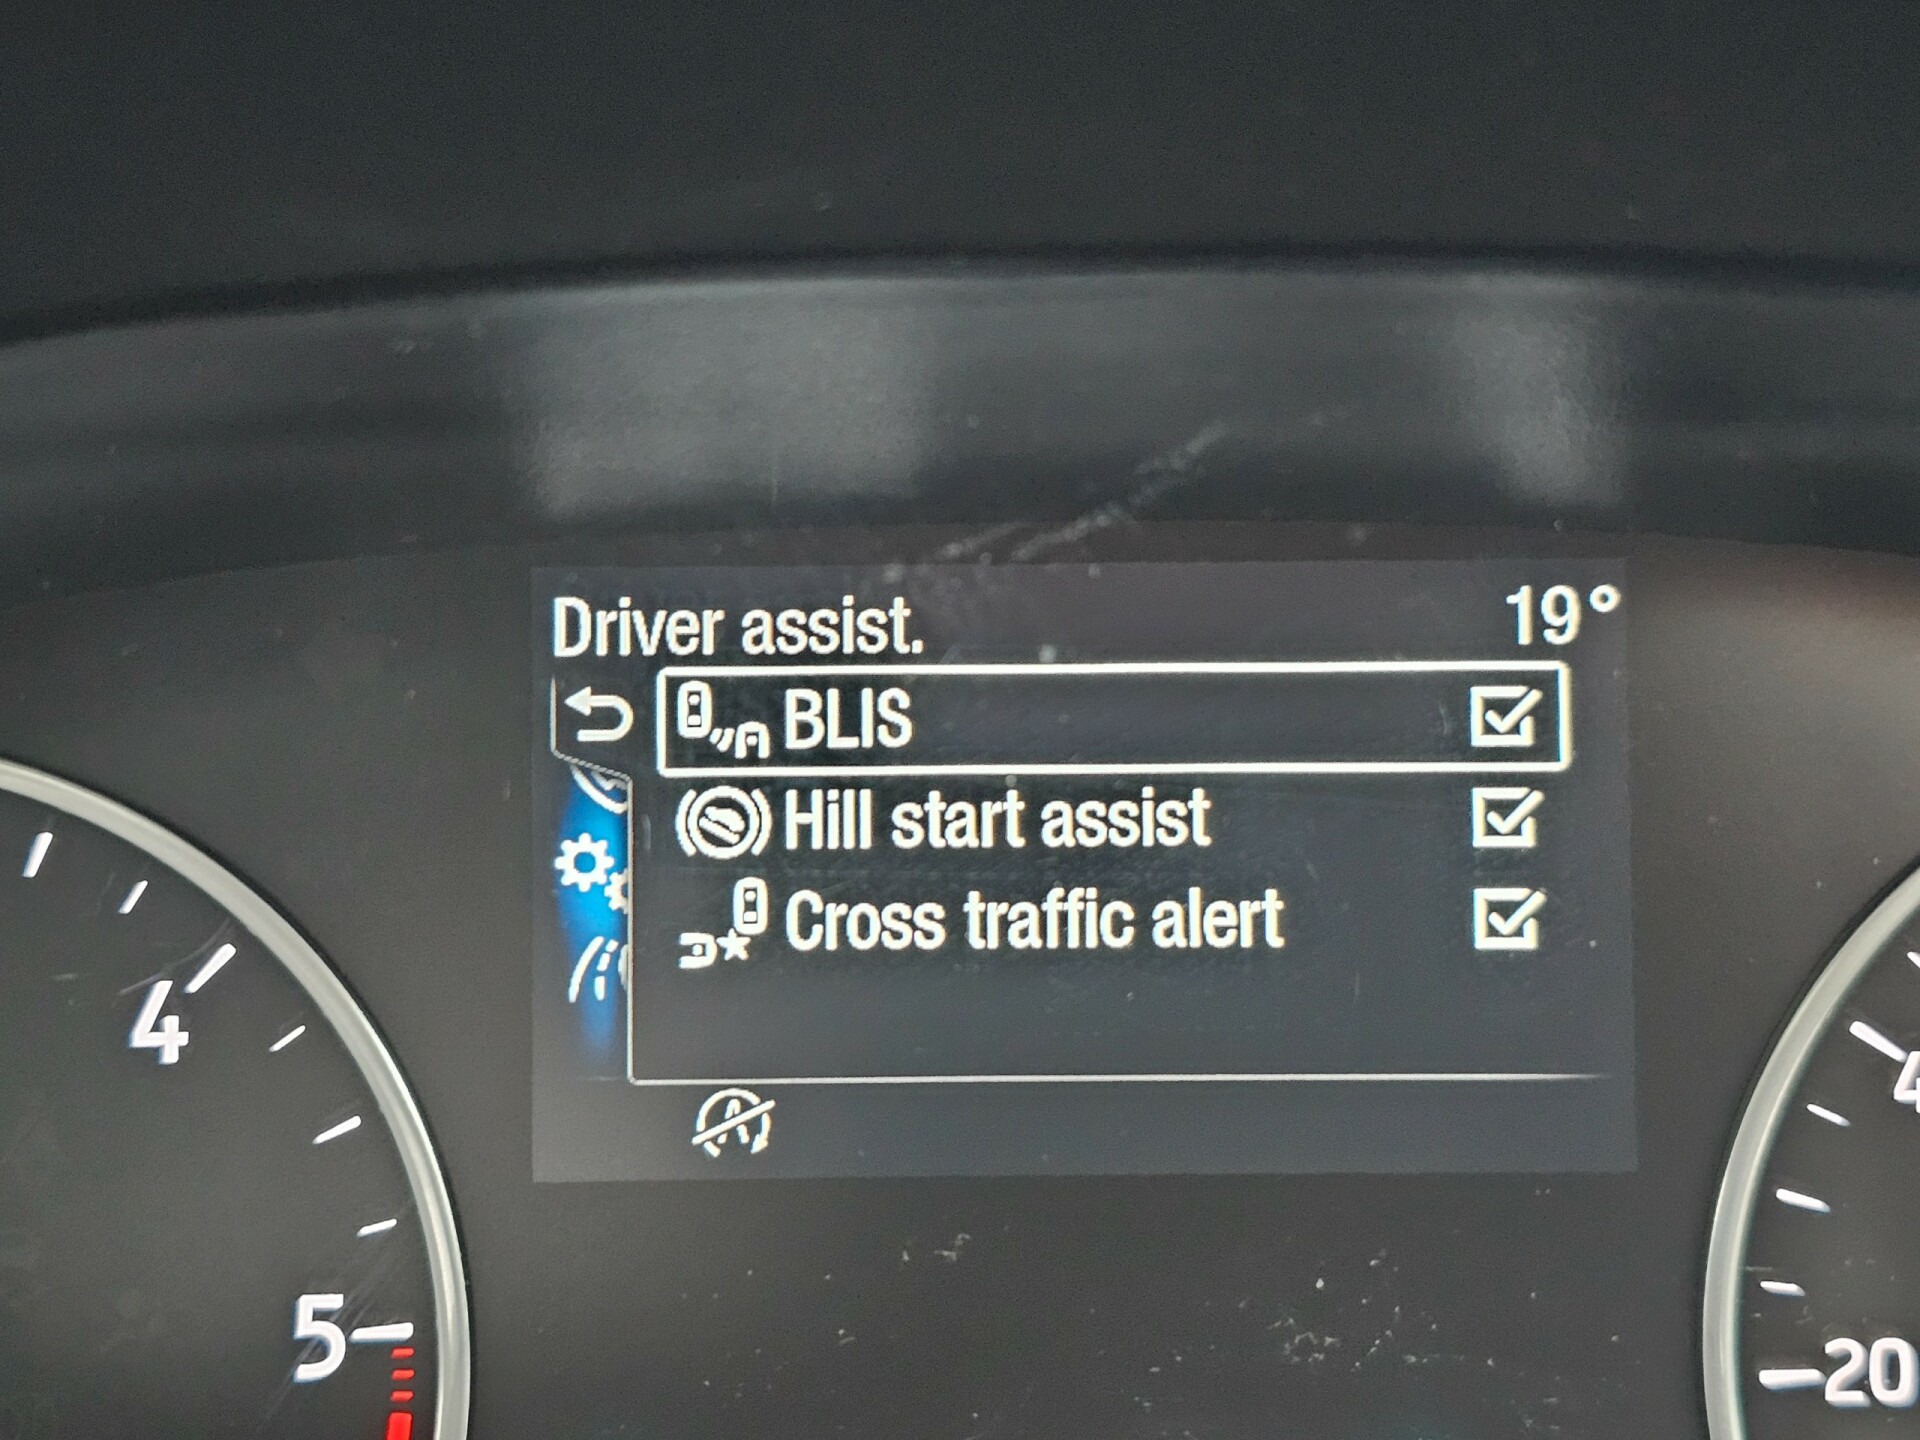 Driver assist.
19°
BLIS
Hill start assist
Cross traffic alert
4
5
4
20